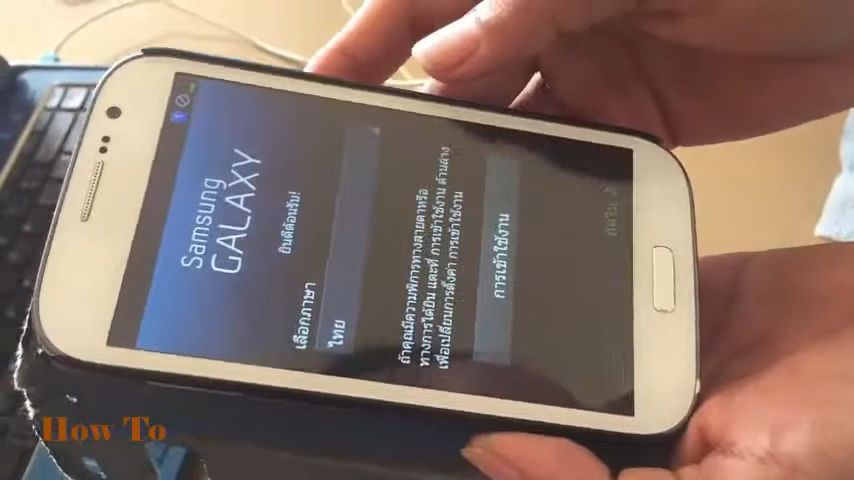 Samsung
GALAXY
ยินดีต้อนรับ!
เลือกภาษา
ไทย
ถ้าคุณมีความพิการทางสายตาหรือ
ทางการได้ยิน และที่ การเข้าใช้งาน ด้านล่าง
เพื่อเปลี่ยนการตั้งค่า การเข้าใช้งาน
การเข้าใช้งาน
ถัดไป
How To